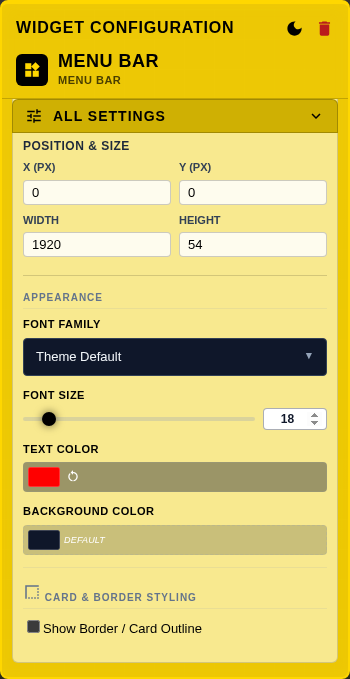 WIDGET CONFIGURATION
MENU BAR
MENU BAR
ALL SETTINGS
POSITION & SIZE
X (PX) Y (PX)
0 0
WIDTH HEIGHT
1920 54
APPEARANCE
FONT FAMILY
Theme Default
FONT SIZE
18
TEXT COLOR
BACKGROUND COLOR
DEFAULT
CARD & BORDER STYLING
Show Border / Card Outline